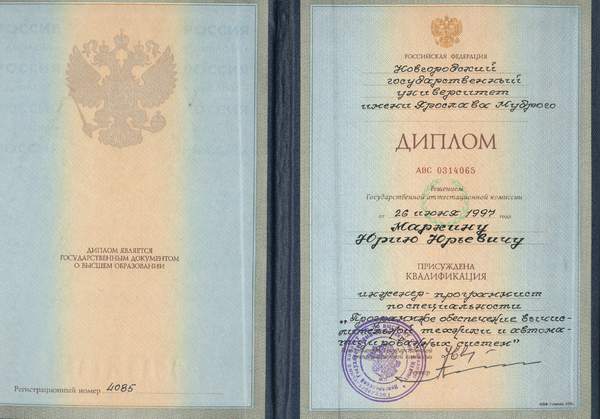 ДИПЛОМ ЯВЛЯЕТСЯ
ГОСУДАРСТВЕННЫМ ДОКУМЕНТОМ
О ВЫСШЕМ ОБРАЗОВАНИИ
Регистрационный номер 4085
РОССИЙСКАЯ ФЕДЕРАЦИЯ
Новгородский
государственный
университет
имени Ярослава Мудрого
ДИПЛОМ
АВС 0314065
Решением
Государственной аттестационной комиссии
от 26 июня 1997 года
Маркину
Юрию Юрьевичу
ПРИСУЖДЕНА
КВАЛИФИКАЦИЯ
инженер-программист
по специальности
„Программное обеспечение вычис-
лительной техники и автома-
тизированных систем"